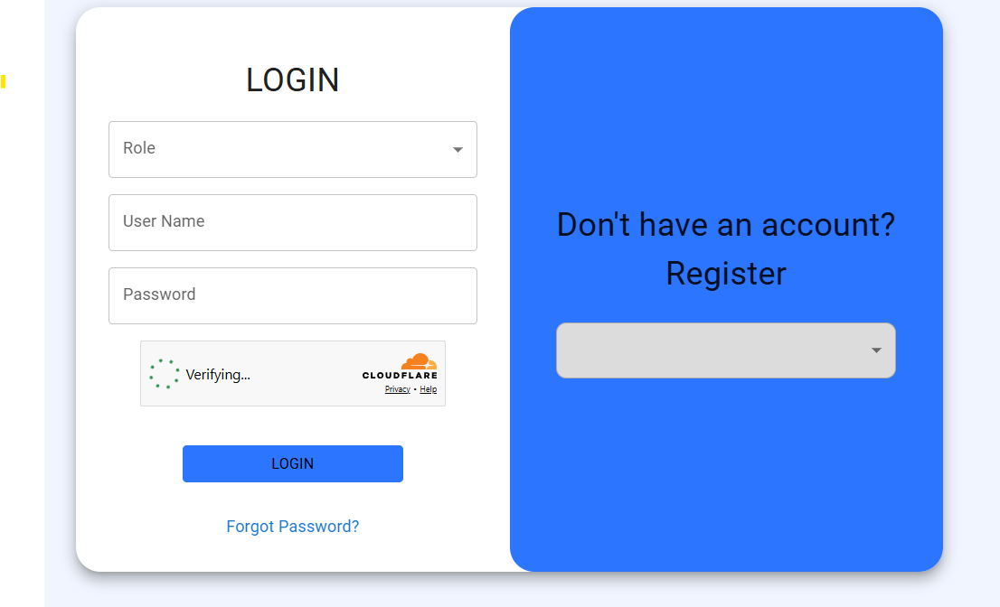 LOGIN
Role
User Name
Password
Verifying...
CLOUDFLARE
Privacy • Help
LOGIN
Forgot Password?
Don't have an account?
Register